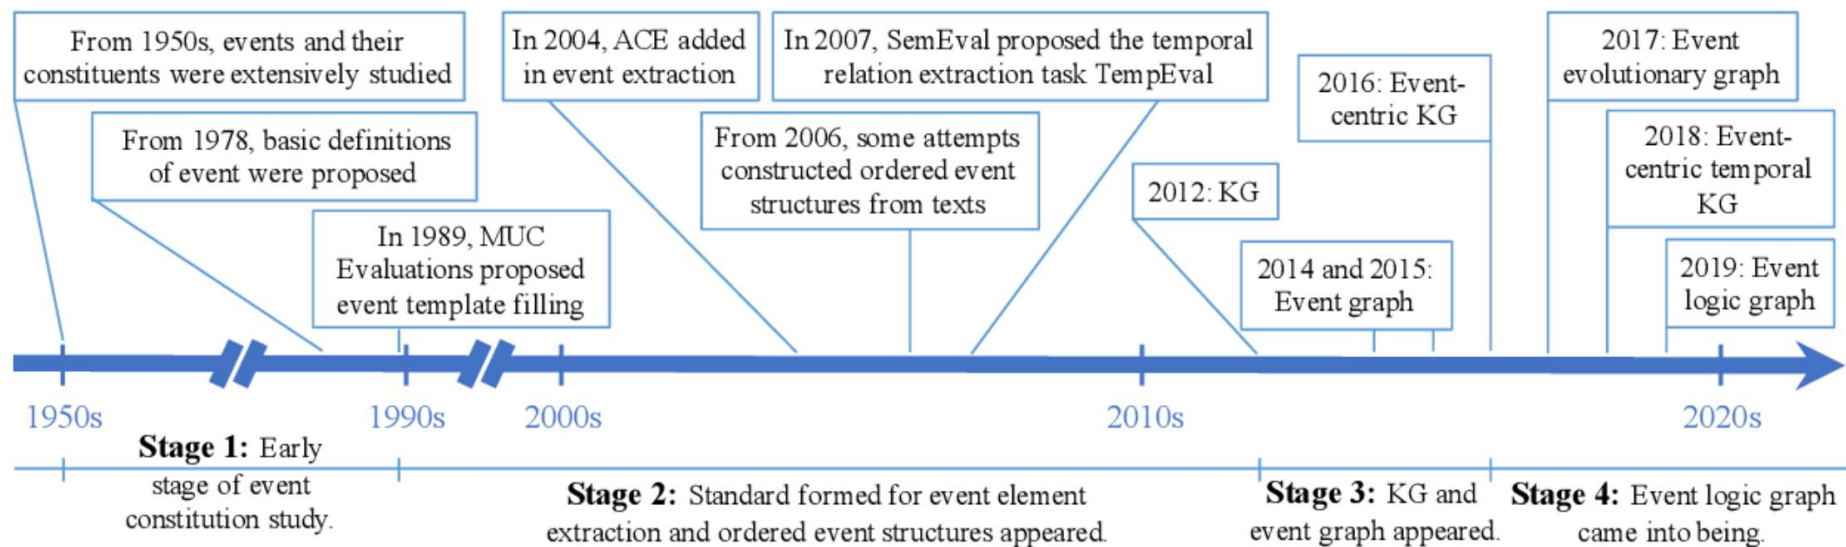 From 1950s, events and their
constituents were extensively studied
From 1978, basic definitions
of event were proposed
In 1989, MUC
Evaluations proposed
event template filling
In 2004, ACE added
in event extraction
In 2007, SemEval proposed the temporal
relation extraction task TempEval
From 2006, some attempts
constructed ordered event
structures from texts
2012: KG
2014 and 2015:
Event graph
2016: Event-
centric KG
2017: Event
evolutionary graph
2018: Event-
centric temporal
KG
2019: Event
logic graph
1950s
1990s
2000s
2010s
2020s
Stage 1: Early
stage of event
constitution study.
Stage 2: Standard formed for event element
extraction and ordered event structures appeared.
Stage 3: KG and
event graph appeared.
Stage 4: Event logic graph
came into being.